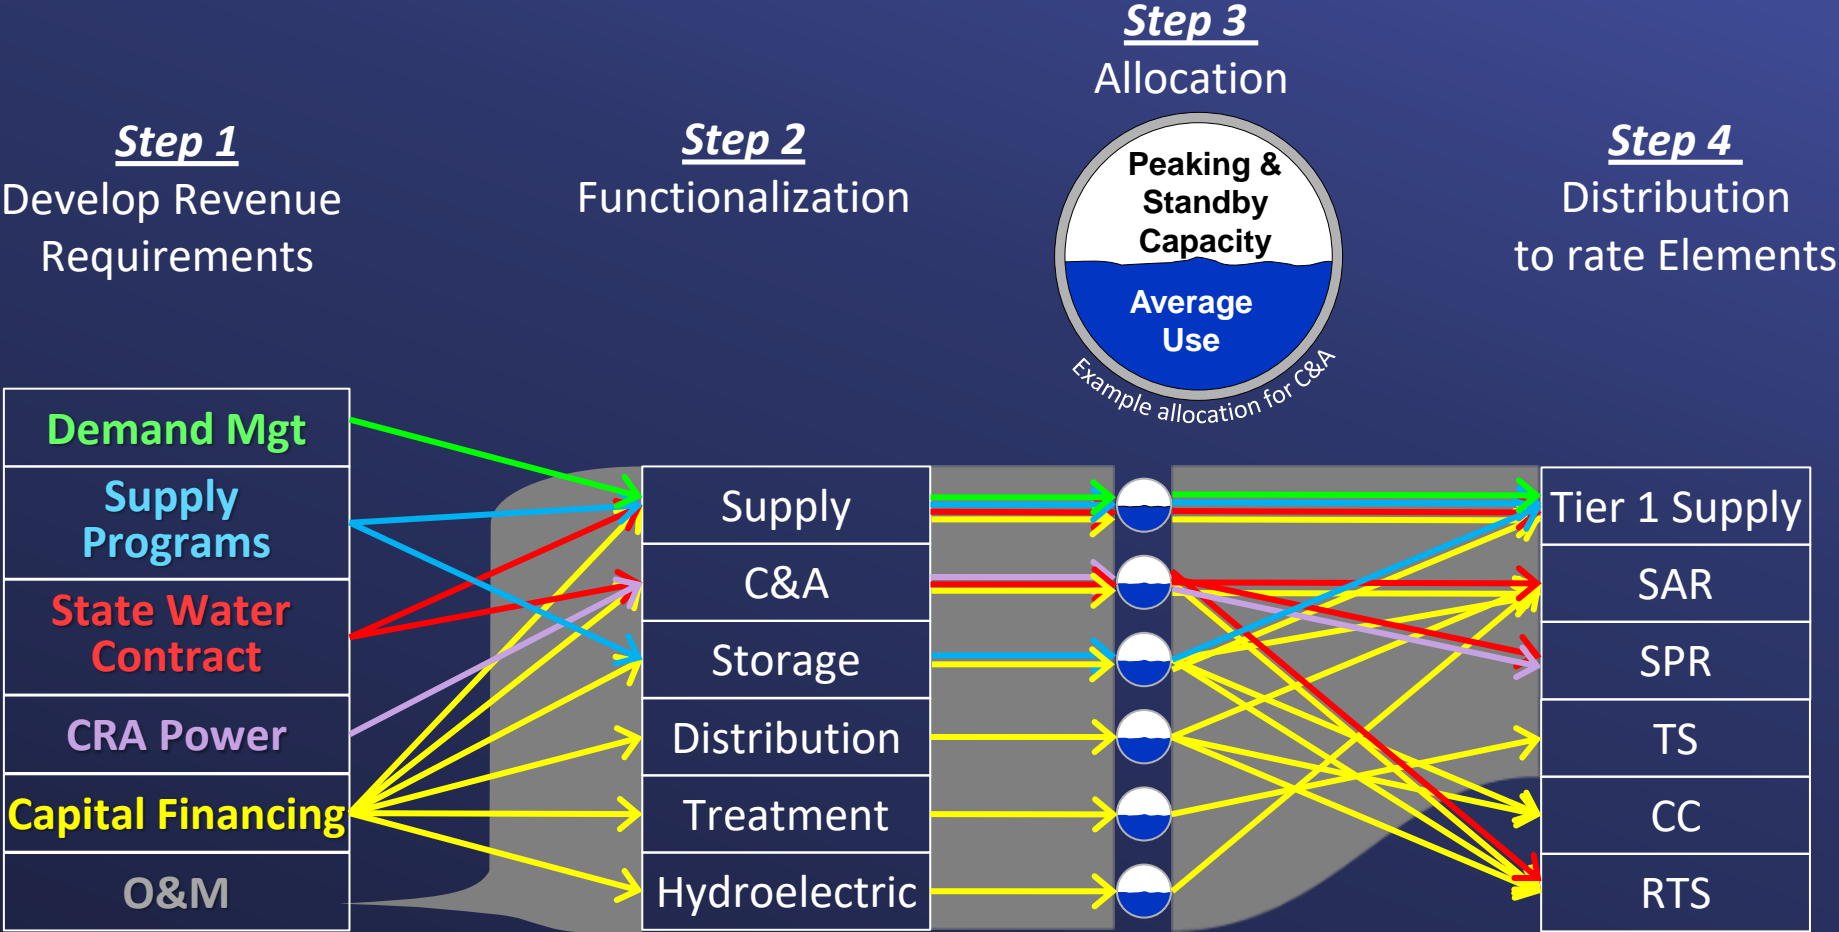 Step 1
Develop Revenue
Requirements
Step 2
Functionalization
Step 3
Allocation
Peaking &
Standby
Capacity
Average
Use
Example allocation for C&A
Step 4
Distribution
to rate Elements
Demand Mgt
Supply
Programs
State Water
Contract
CRA Power
Capital Financing
O&M
Supply
C&A
Storage
Distribution
Treatment
Hydroelectric
Tier 1 Supply
SAR
SPR
TS
CC
RTS